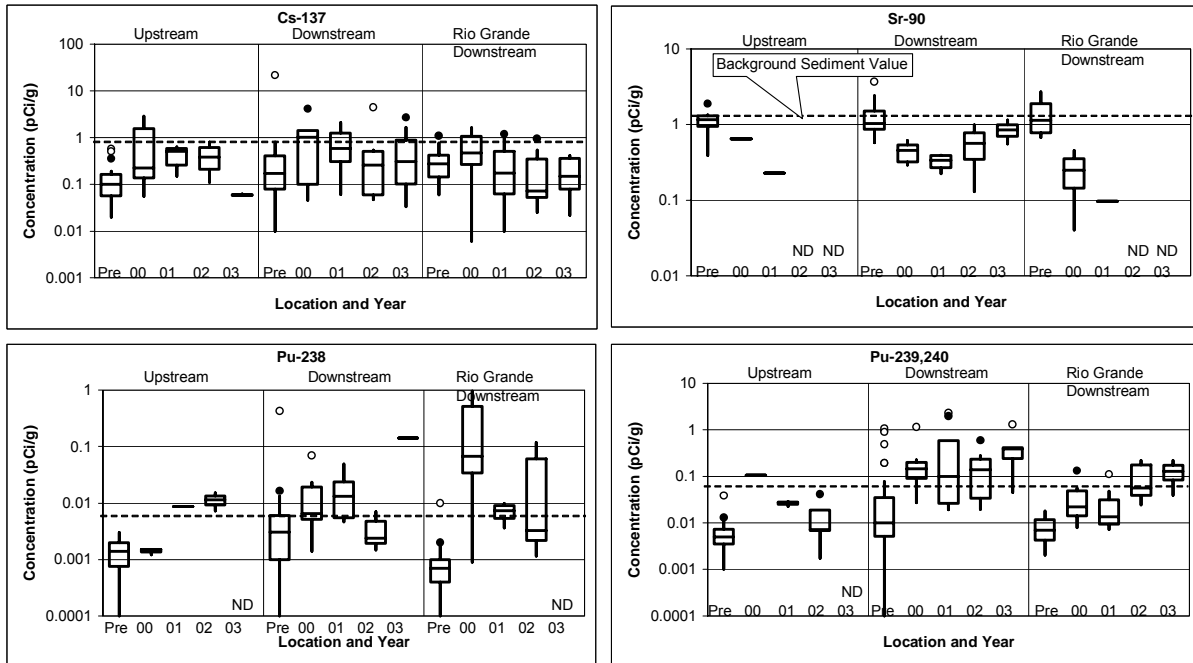 Cs-137
Upstream Downstream Rio Grande
Downstream
100
10
1
0.1
0.01
0.001
Concentration (pCi/g)
Pre 00 01 02 03 Pre 00 01 02 03 Pre 00 01 02 03
Location and Year
Sr-90
Upstream Downstream Rio Grande
Downstream
Background Sediment Value
10
1
0.1
0.01
Concentration (pCi/g)
ND ND ND ND
Pre 00 01 02 03 Pre 00 01 02 03 Pre 00 01 02 03
Location and Year
Pu-238
Upstream Downstream Rio Grande
Downstream
1
0.1
0.01
0.001
0.0001
Concentration (pCi/g)
ND ND
Pre 00 01 02 03 Pre 00 01 02 03 Pre 00 01 02 03
Location and Year
Pu-239,240
Upstream Downstream Rio Grande
Downstream
10
1
0.1
0.01
0.001
0.0001
Concentration (pCi/g)
ND
Pre 00 01 02 03 Pre 00 01 02 03 Pre 00 01 02 03
Location and Year